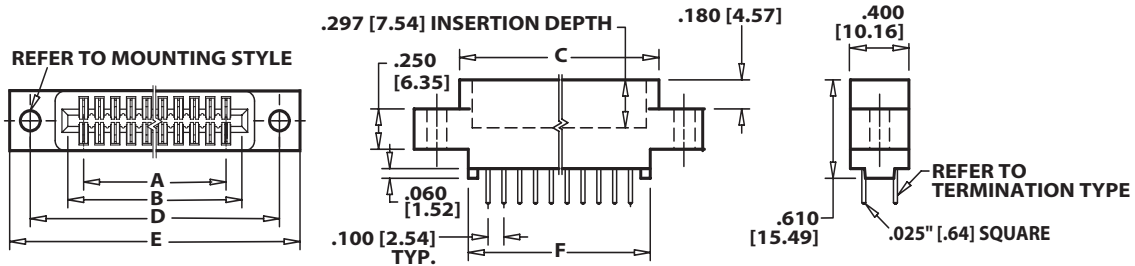 REFER TO MOUNTING STYLE
A
B
D
E
.297 [7.54] INSERTION DEPTH
.180 [4.57]
C
.250
[6.35]
.060
[1.52]
.100 [2.54]
TYP.
F
.400
[10.16]
.610
[15.49]
REFER TO
TERMINATION TYPE
.025" [.64] SQUARE